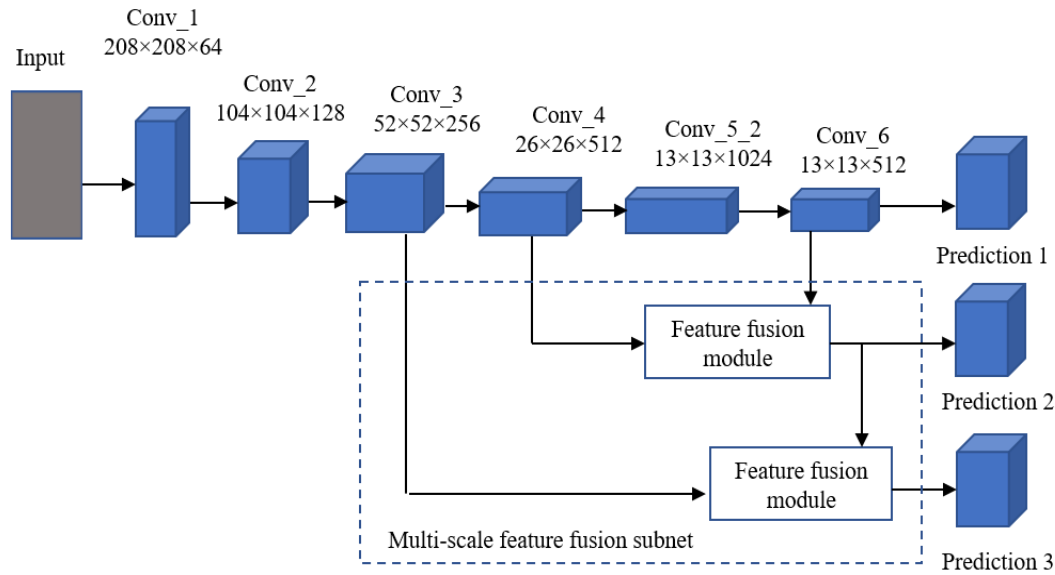 Input
Conv_1
208×208×64
Conv_2
104×104×128
Conv_3
52×52×256
Conv_4
26×26×512
Conv_5_2
13×13×1024
Conv_6
13×13×512
Prediction 1
Feature fusion
module
Prediction 2
Feature fusion
module
Multi-scale feature fusion subnet
Prediction 3